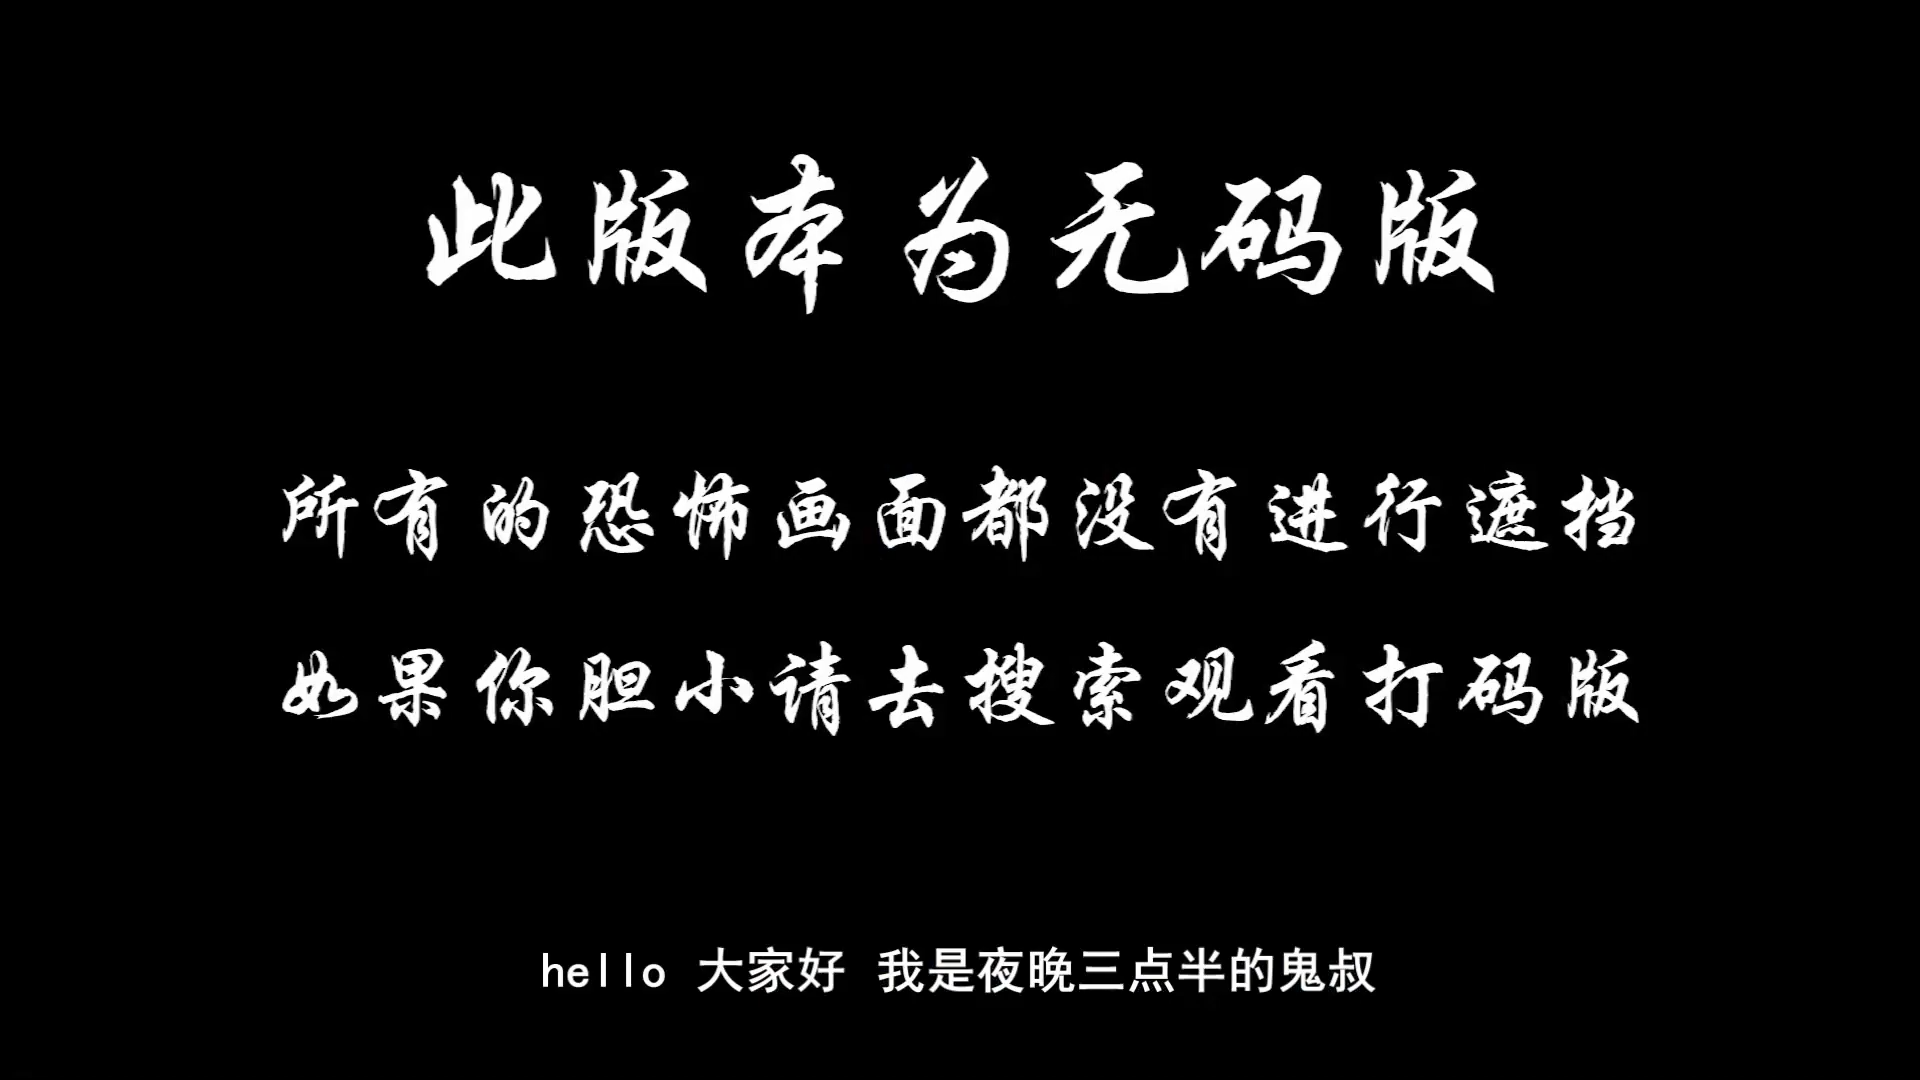 此版本为无码版
所有的恐怖画面都没有进行遮挡
如果你胆小请去搜索观看打码版
hello 大家好 我是夜晚三点半的鬼叔